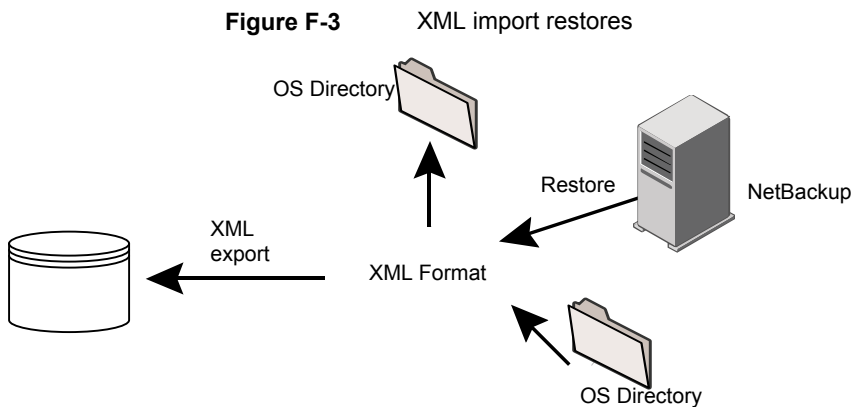 Figure F-3 XML import restores
OS Directory
Restore
NetBackup
XML
export
XML Format
OS Directory